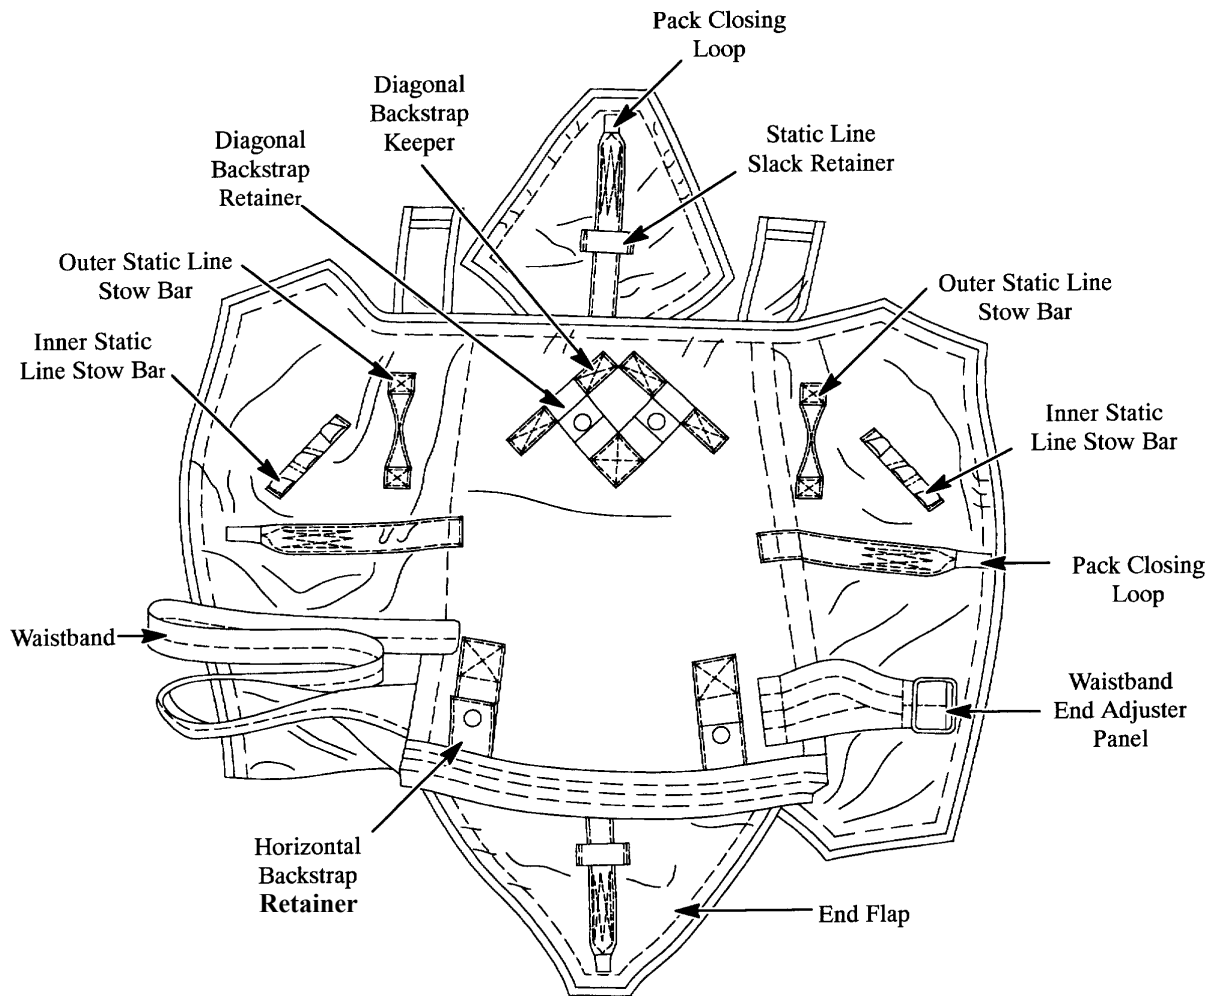 Pack Closing
Loop
Diagonal
Backstrap
Keeper
Static Line
Slack Retainer
Diagonal
Backstrap
Retainer
Outer Static Line
Stow Bar
Outer Static Line
Stow Bar
Inner Static
Line Stow Bar
Inner Static
Line Stow Bar
Pack Closing
Loop
Waistband
Waistband
End Adjuster
Panel
Horizontal
Backstrap
Retainer
End Flap